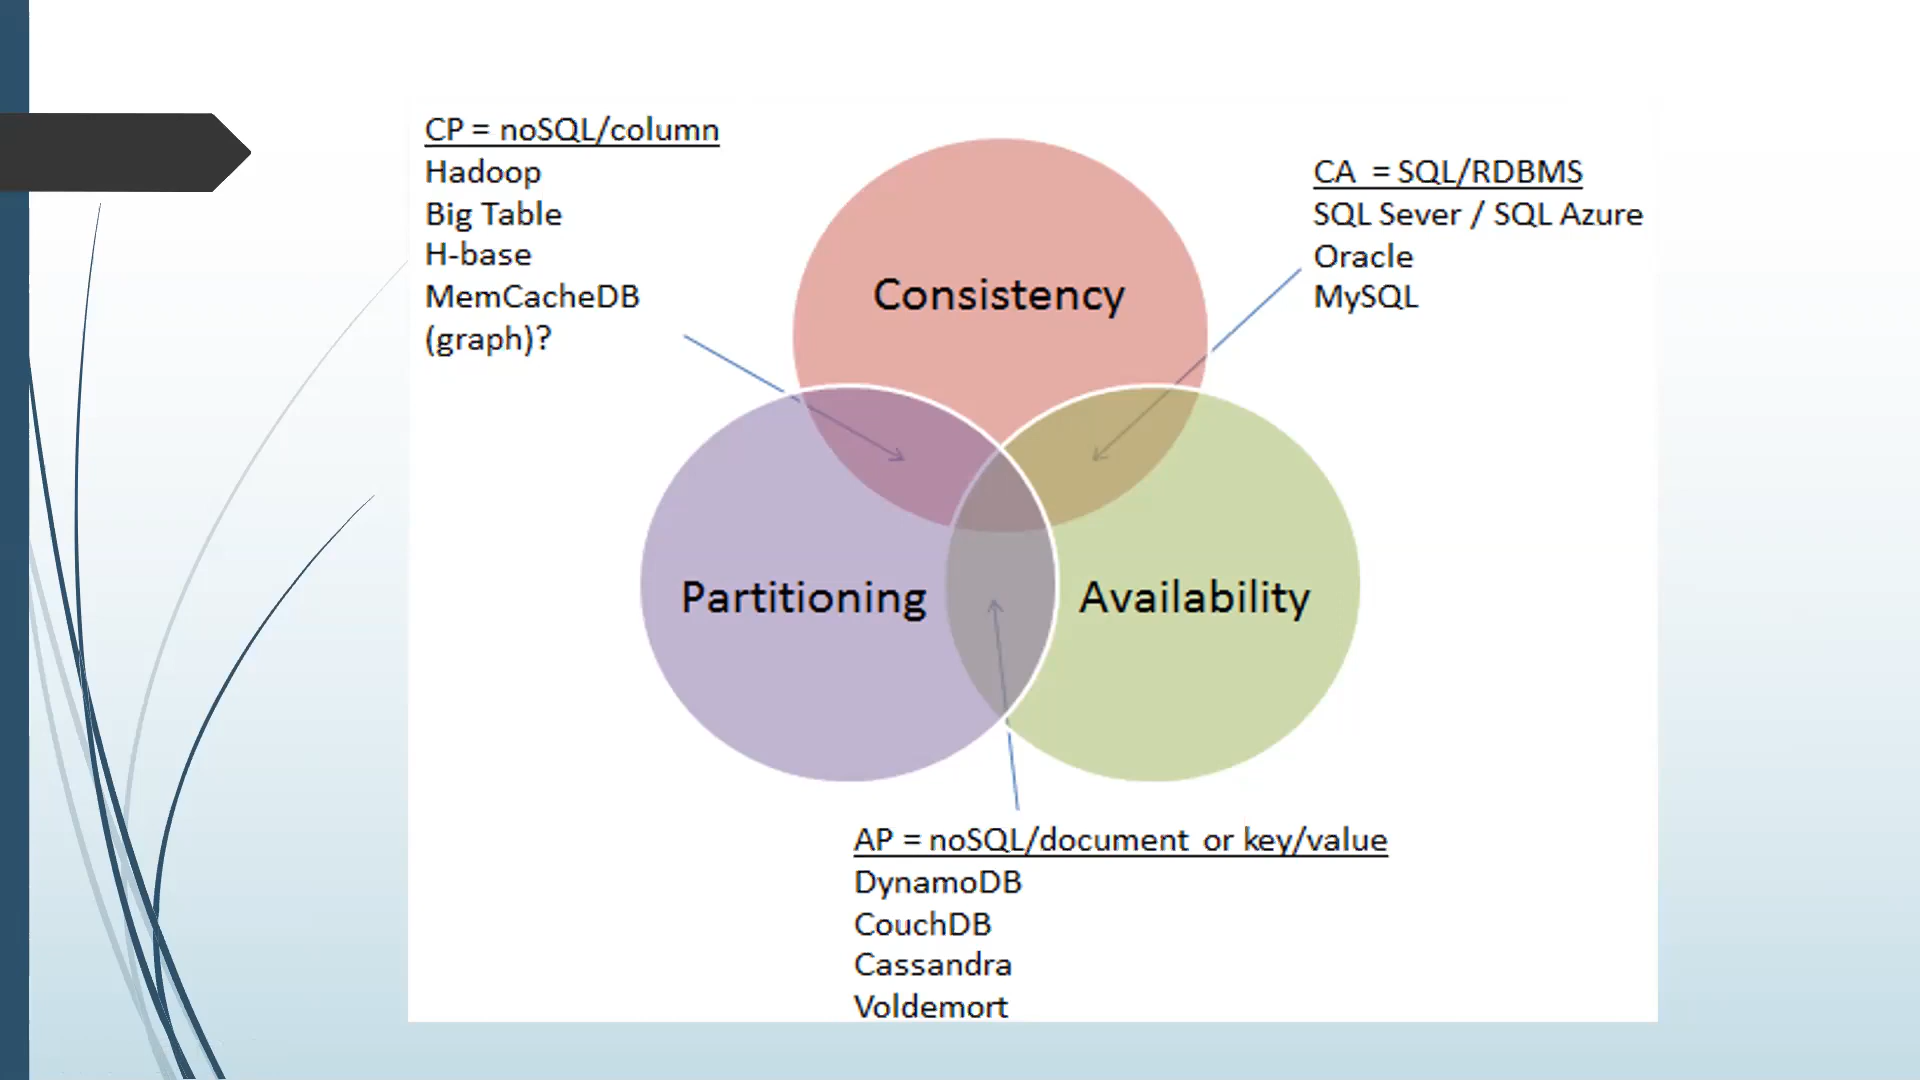 CP = noSQL/column
Hadoop
Big Table
H-base
MemCacheDB
(graph)?
CA = SQL/RDBMS
SQL Sever / SQL Azure
Oracle
MySQL
Consistency
Partitioning
Availability
AP = noSQL/document or key/value
DynamoDB
CouchDB
Cassandra
Voldemort